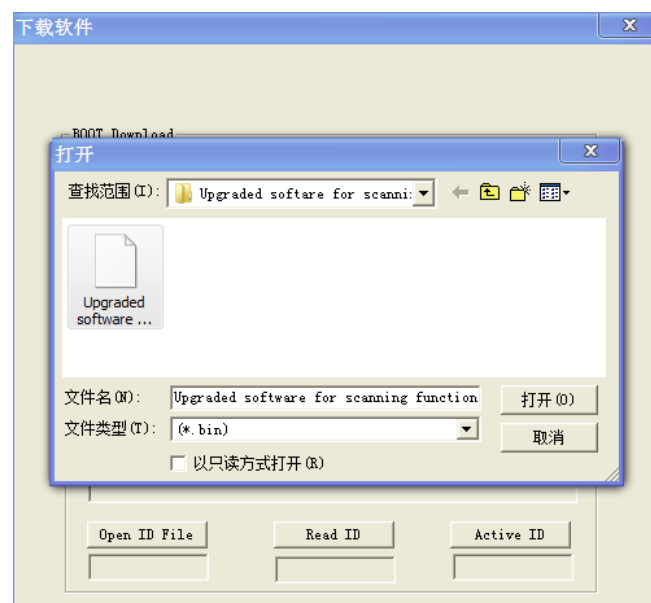 下载软件
x
BOOT Download
打开
x
查找范围(I):
Upgraded softare for scanni
Upgraded
software ...
文件名(N):
Upgraded software for scanning function
打开(O)
文件类型(T):
(*.bin)
取消
以只读方式打开(R)
Open ID File
Read ID
Active ID